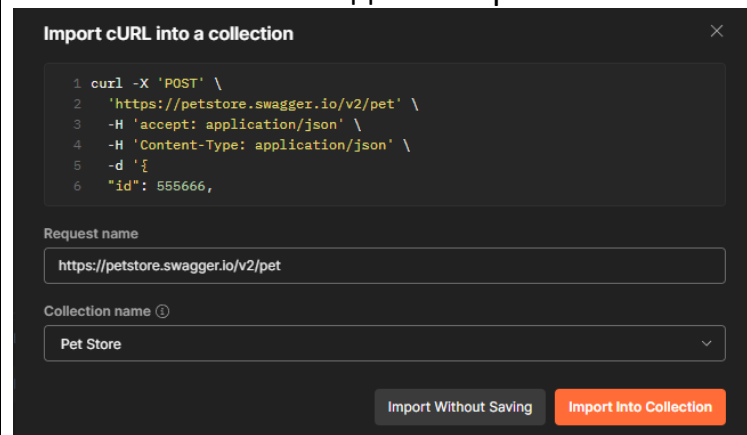 Import cURL into a collection
1 curl -X 'POST' \
2 'https://petstore.swagger.io/v2/pet' \
3 -H 'accept: application/json' \
4 -H 'Content-Type: application/json' \
5 -d '{
6 "id": 555666,
Request name
https://petstore.swagger.io/v2/pet
Collection name
Pet Store
Import Without Saving Import Into Collection